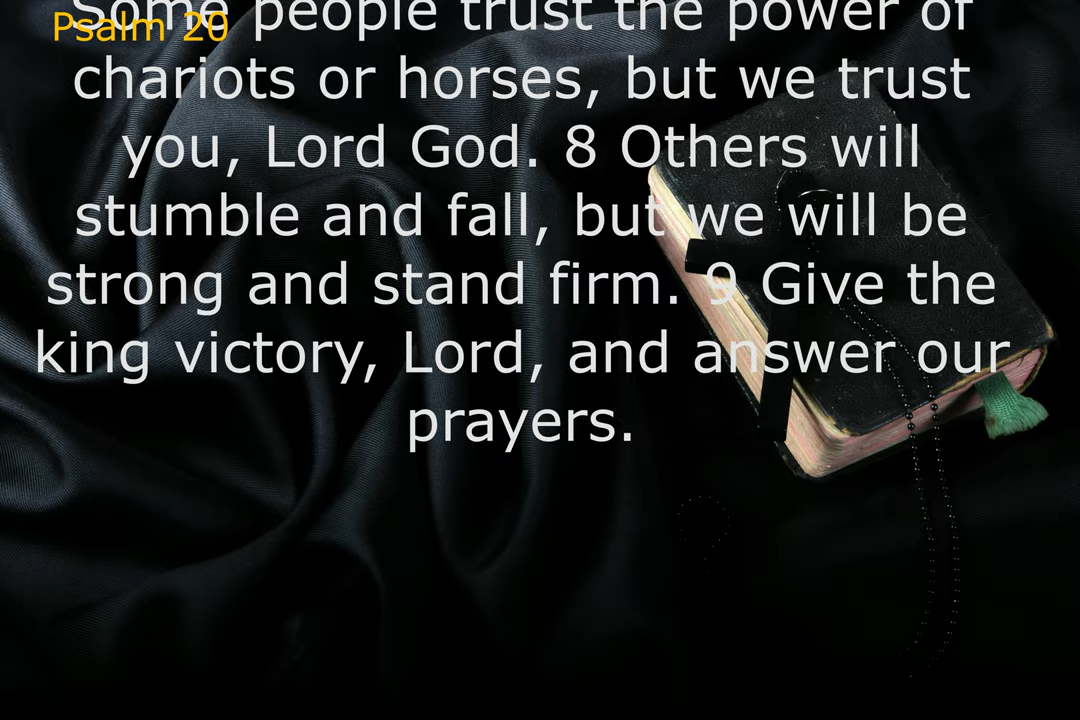 Psalm 20
Some people trust the power of
chariots or horses, but we trust
you, Lord God. 8 Others will
stumble and fall, but we will be
strong and stand firm. 9 Give the
king victory, Lord, and answer our
prayers.